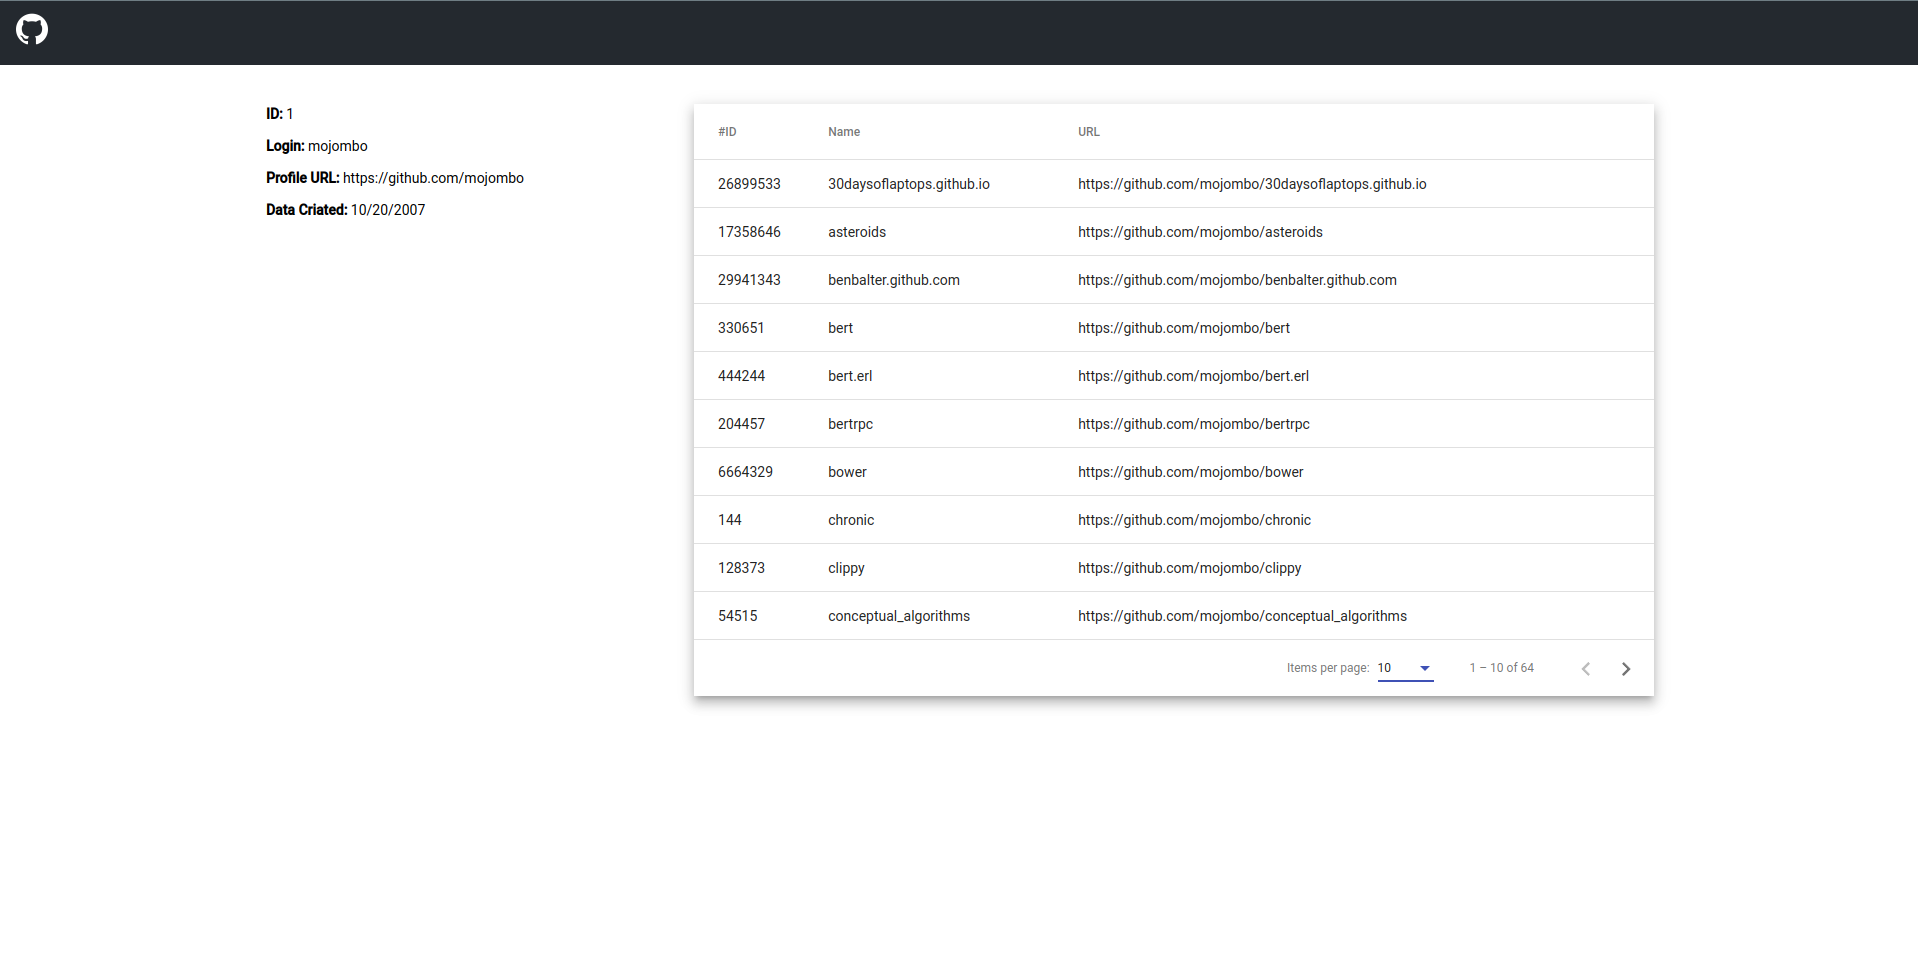 ID: 1
Login: mojombo
Profile URL: https://github.com/mojombo
Data Criated: 10/20/2007
#ID Name URL
26899533 30daysoflaptops.github.io https://github.com/mojombo/30daysoflaptops.github.io
17358646 asteroids https://github.com/mojombo/asteroids
29941343 benbalter.github.com https://github.com/mojombo/benbalter.github.com
330651 bert https://github.com/mojombo/bert
444244 bert.erl https://github.com/mojombo/bert.erl
204457 bertrpc https://github.com/mojombo/bertrpc
6664329 bower https://github.com/mojombo/bower
144 chronic https://github.com/mojombo/chronic
128373 clippy https://github.com/mojombo/clippy
54515 conceptual_algorithms https://github.com/mojombo/conceptual_algorithms
Items per page: 10 1 – 10 of 64